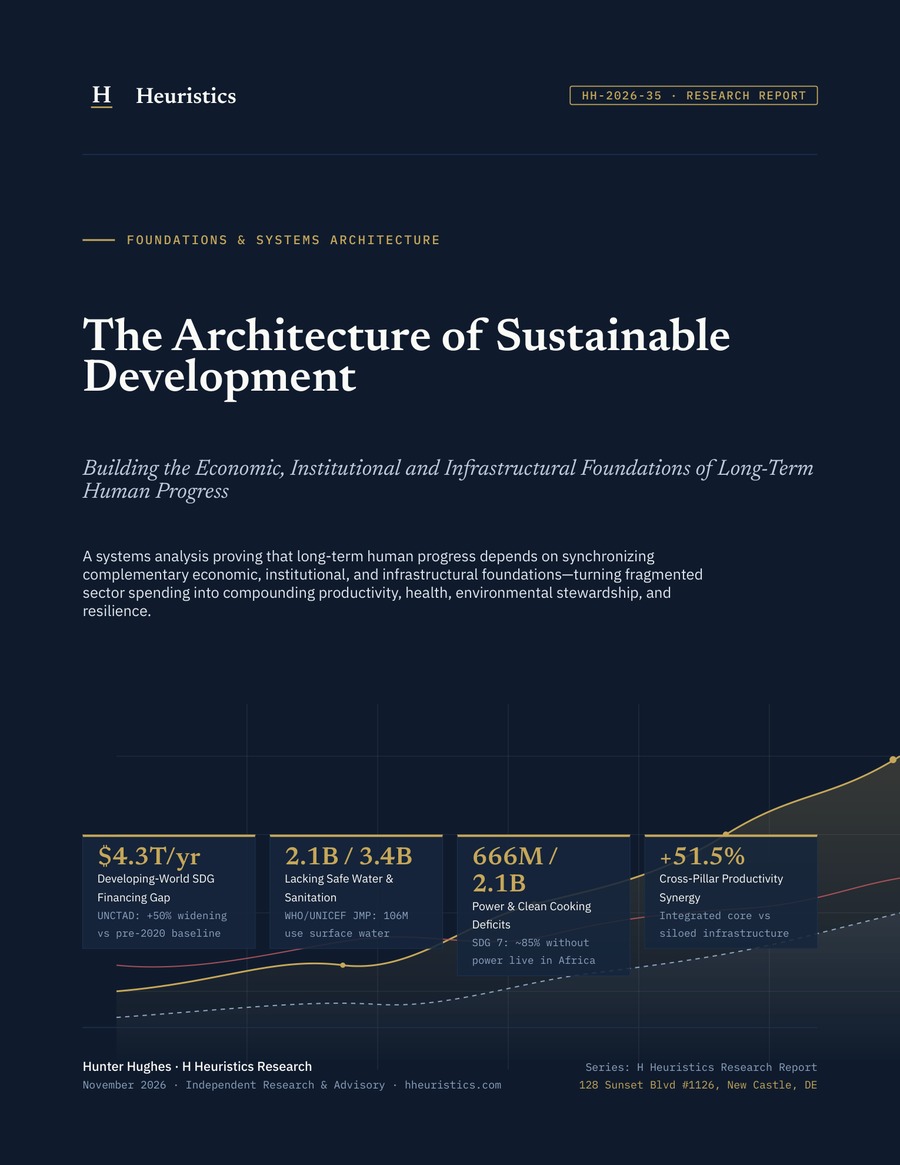 H Heuristics
HH-2026-35 · RESEARCH REPORT
FOUNDATIONS & SYSTEMS ARCHITECTURE
The Architecture of Sustainable
Development
Building the Economic, Institutional and Infrastructural Foundations of Long-Term
Human Progress
A systems analysis proving that long-term human progress depends on synchronizing
complementary economic, institutional, and infrastructural foundations—turning fragmented
sector spending into compounding productivity, health, environmental stewardship, and
resilience.
$4.3T/yr
Developing-World SDG
Financing Gap
UNCTAD: +50% widening
vs pre-2020 baseline
2.1B / 3.4B
Lacking Safe Water &
Sanitation
WHO/UNICEF JMP: 106M
use surface water
666M /
2.1B
Power & Clean Cooking
Deficits
SDG 7: ~85% without
power live in Africa
+51.5%
Cross-Pillar Productivity
Synergy
Integrated core vs
siloed infrastructure
Hunter Hughes · H Heuristics Research
November 2026 · Independent Research & Advisory · hheuristics.com
Series: H Heuristics Research Report
128 Sunset Blvd #1126, New Castle, DE